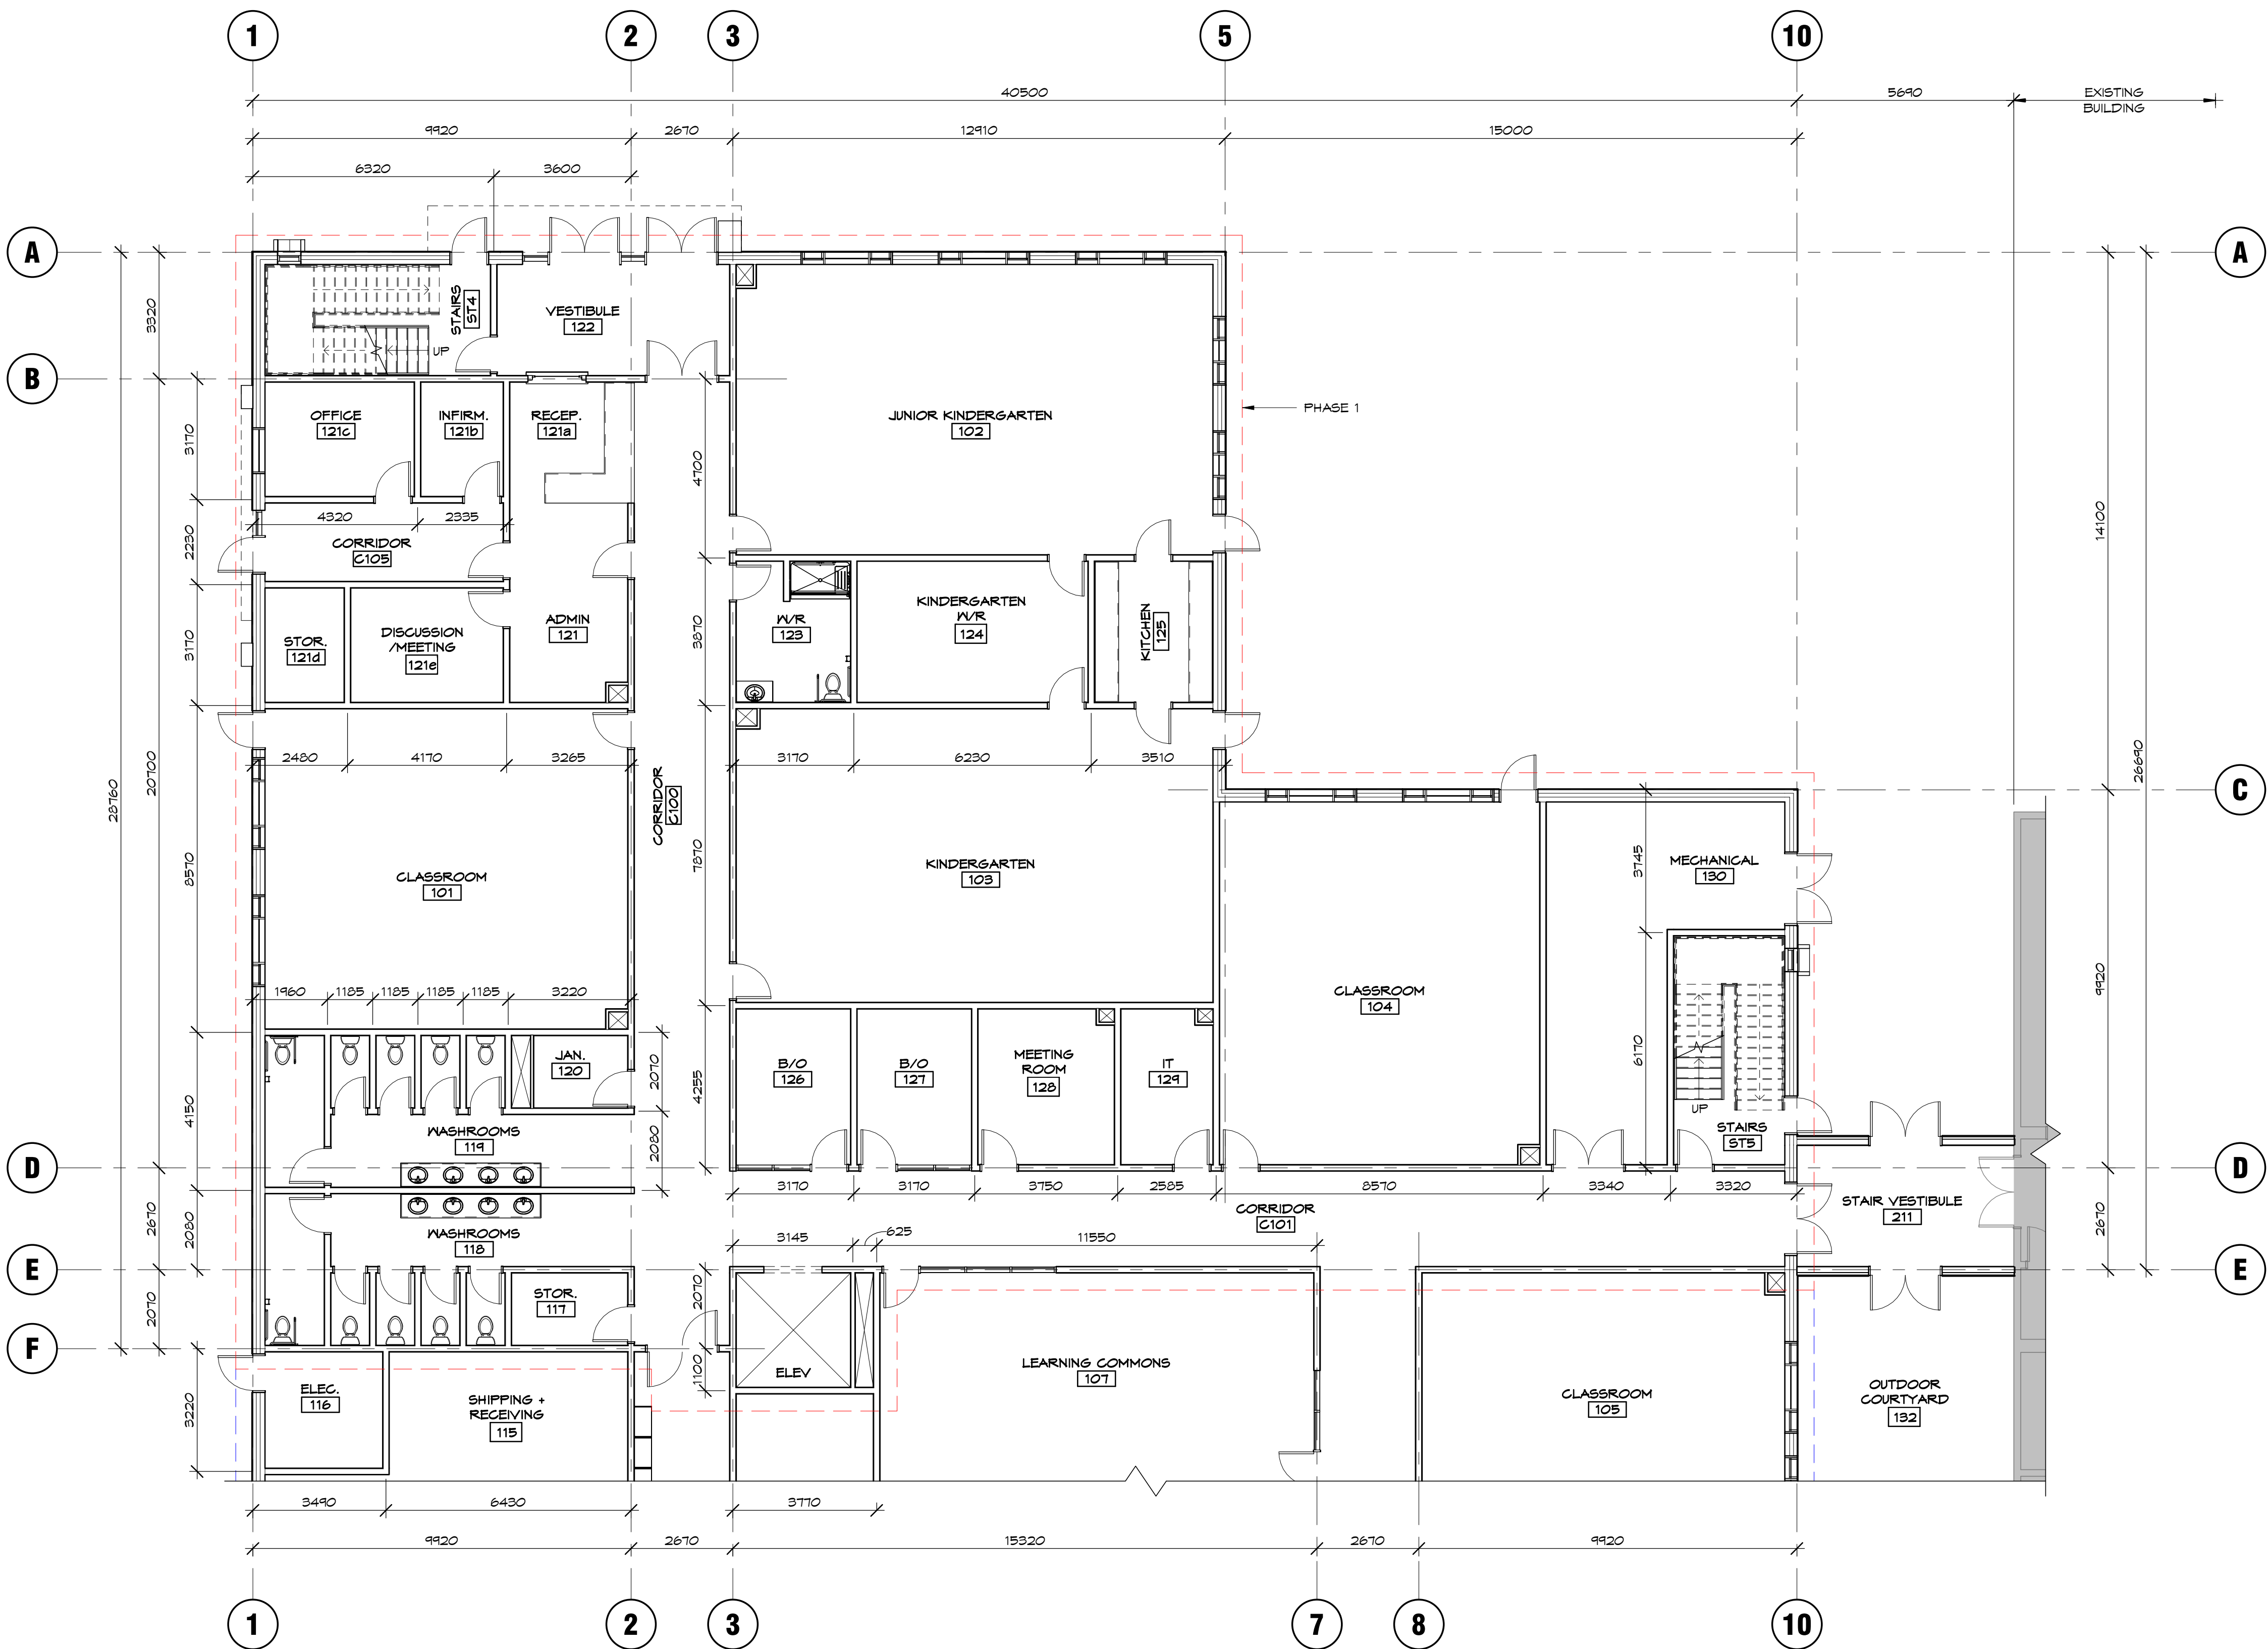 1 2 3 5 10
40500 5690 EXISTING
BUILDING
9920 2670 12910 15000
6320 3600
A A
3320
STAIRS
ST4
VESTIBULE
122
UP
B
OFFICE
121c
INFIRM.
121b
RECEP.
121a
JUNIOR KINDERGARTEN
102
PHASE 1
3170
4700
4320 2335
2230
CORRIDOR
C105
14100
28760
20700
26690
3170
STOR.
121d
DISCUSSION
/MEETING
121e
ADMIN
121
3870
W/R
123
KINDERGARTEN
W/R
124
KITCHEN
125
2480 4170 3265
3170 6230 3510
CORRIDOR
C100
C
8570
CLASSROOM
101
7870
KINDERGARTEN
103
3745
MECHANICAL
130
9920
1960 1185 1185 1185 1185 3220
CLASSROOM
104
4150
JAN.
120
2070
4255
B/O
126
B/O
127
MEETING
ROOM
128
IT
129
6170
UP
STAIRS
ST5
WASHROOMS
119
2080
D D
3170 3170 3750 2585 8570 3340 3320
2670
2080
WASHROOMS
118
CORRIDOR
C101
STAIR VESTIBULE
211
2670
3145 625 11550
E E
2070
STOR.
117
2070
F
1100
ELEV
LEARNING COMMONS
107
CLASSROOM
105
OUTDOOR
COURTYARD
132
3220
ELEC.
116
SHIPPING +
RECEIVING
115
3490 6430 3770
9920 2670 15320 2670 9920
1 2 3 7 8 10